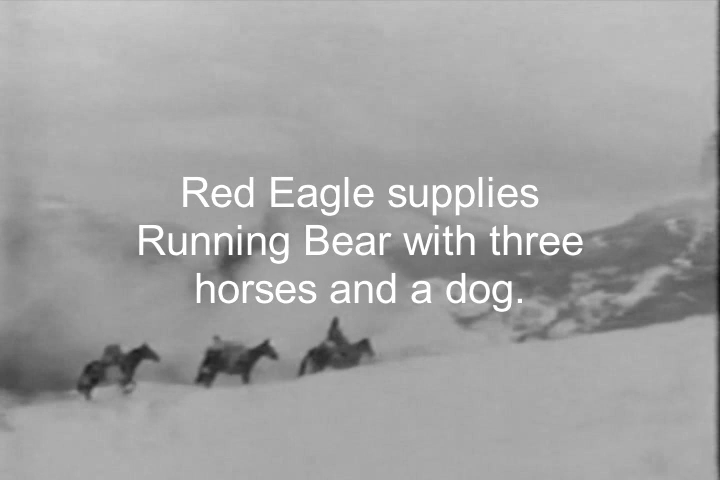 Red Eagle supplies
Running Bear with three
horses and a dog.